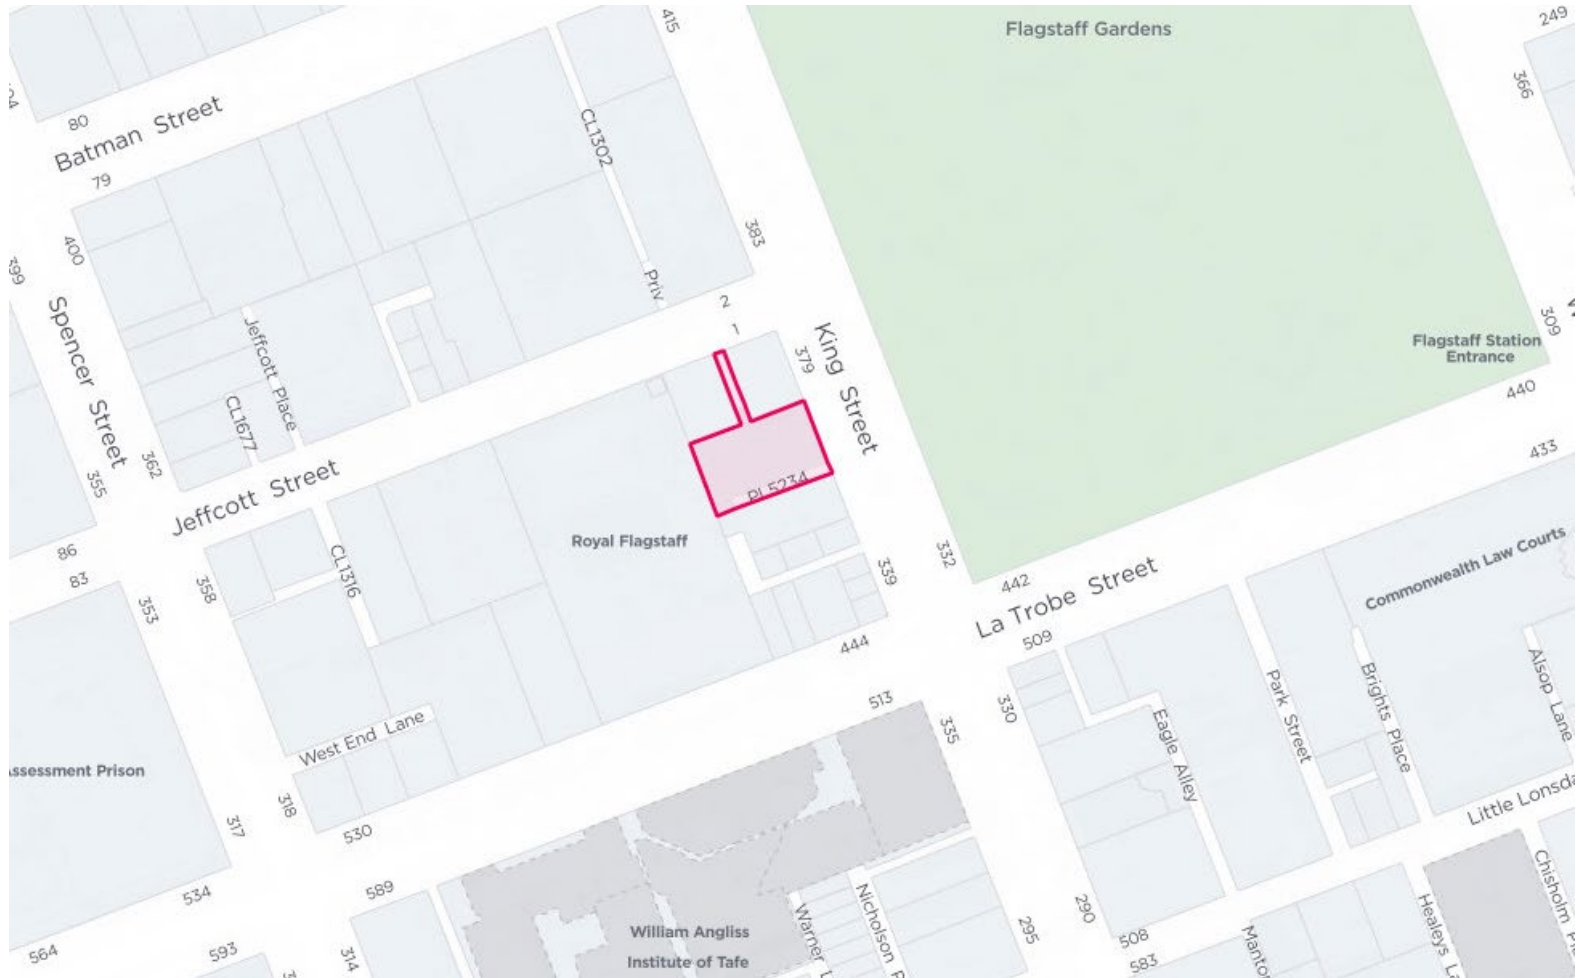 415
Flagstaff Gardens
249
366
80
Batman Street
CL1302
79
400
399
383
Priv
2
1
Spencer Street
Jeffcott Place
King Street
379
309
Flagstaff Station
Entrance
440
CL1677
362
355
433
Jeffcott Street
PL5234
Royal Flagstaff
86
83
358
353
CL1316
332
442
339
La Trobe Street
Commonwealth Law Courts
509
444
513
335
330
Eagle Alley
Park Street
Brights Place
Alsop Lane
West End Lane
Assessment Prison
318
317
530
Little Lonsda
534
589
Nicholson P
Warner L
William Angliss
Institute of Tafe
290
295
508
583
Healeys L
Chisholm Pl
564
593
314